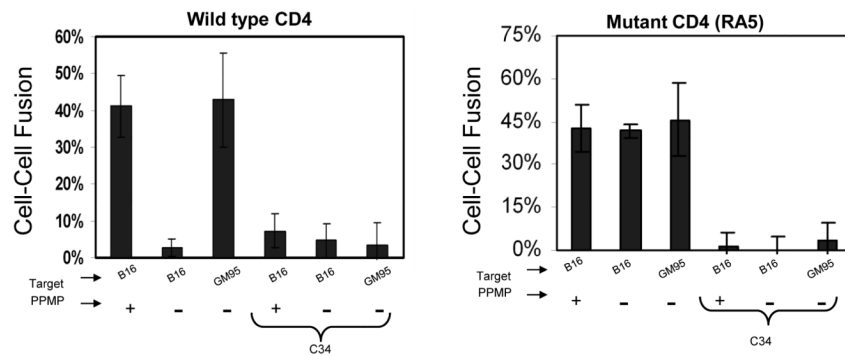 Wild type CD4
Cell-Cell Fusion
60%
50%
40%
30%
20%
10%
0%
Target B16 B16 GM95 B16 B16 GM95
PPMP + - - + - -
C34
Mutant CD4 (RA5)
Cell-Cell Fusion
75%
60%
45%
30%
15%
0%
Target B16 B16 GM95 B16 B16 GM95
PPMP + - - + - -
C34